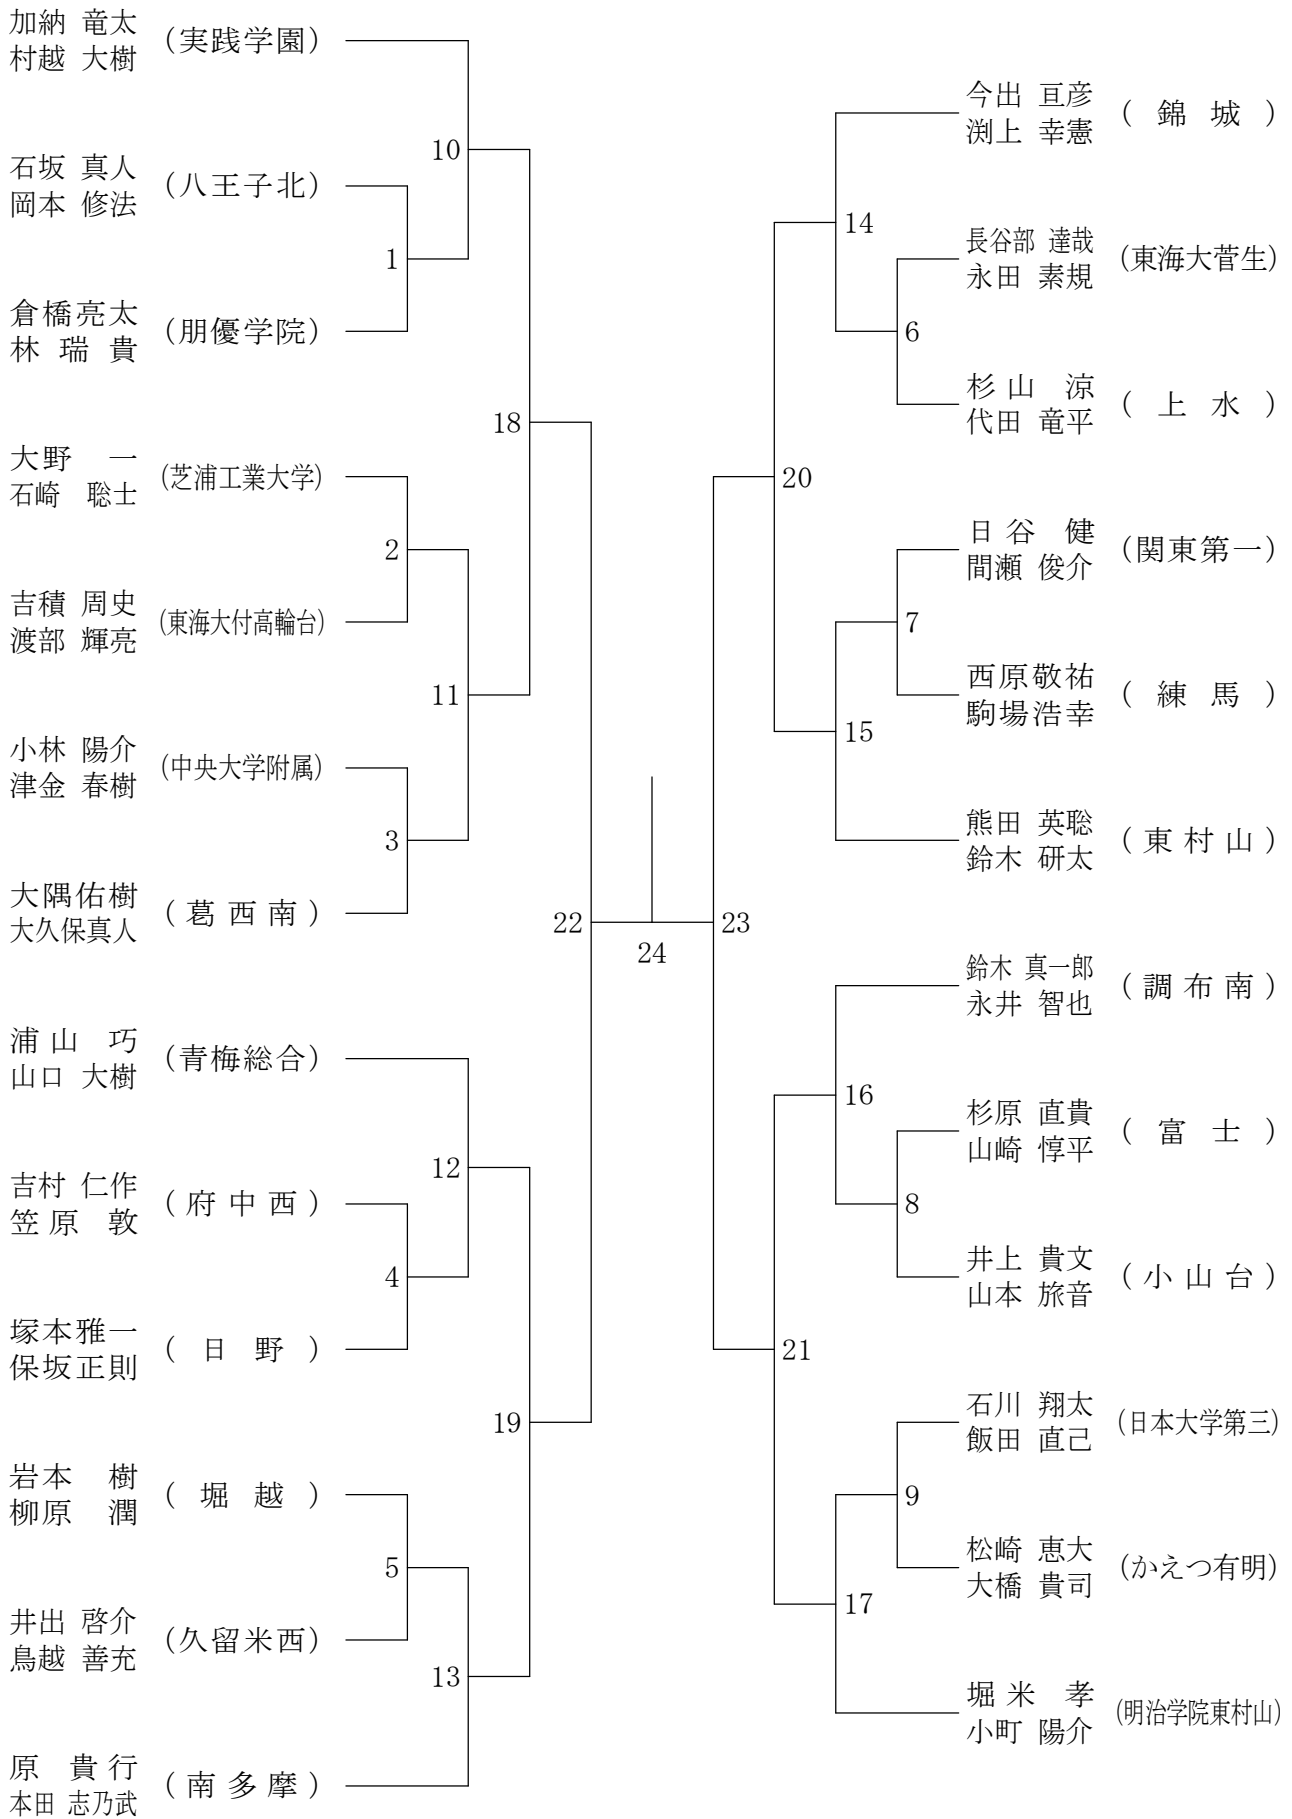 加納 竜太
村越 大樹
(実践学園)
石坂 真人
岡本 修法
(八王子北)
倉橋亮太
林 瑞 貴
(朋優学院)
大野 一
石崎 聡士
(芝浦工業大学)
吉積 周史
渡部 輝亮
(東海大付高輪台)
小林 陽介
津金 春樹
(中央大学附属)
大隅佑樹
大久保真人
(葛西南)
浦山 巧
山口 大樹
(青梅総合)
吉村 仁作
笠原 敦
(府中西)
塚本雅一
保坂正則
(日野)
岩本 樹
柳原 潤
(堀越)
井出 啓介
鳥越 善充
(久留米西)
原 貴行
本田 志乃武
(南多摩)
1
2
3
4
5
10
11
12
13
18
19
22
24
23
20
21
14
15
16
17
6
7
8
9
今出 亘彦
渕上 幸憲
(錦城)
長谷部 達哉
永田 素規
(東海大菅生)
杉山 涼
代田 竜平
(上水)
日谷 健
間瀬 俊介
(関東第一)
西原敬祐
駒場浩幸
(練馬)
熊田 英聡
鈴木 研太
(東村山)
鈴木 真一郎
永井 智也
(調布南)
杉原 直貴
山崎 惇平
(富士)
井上 貴文
山本 旅音
(小山台)
石川 翔太
飯田 直己
(日本大学第三)
松崎 恵大
大橋 貴司
(かえつ有明)
堀米 孝
小町 陽介
(明治学院東村山)